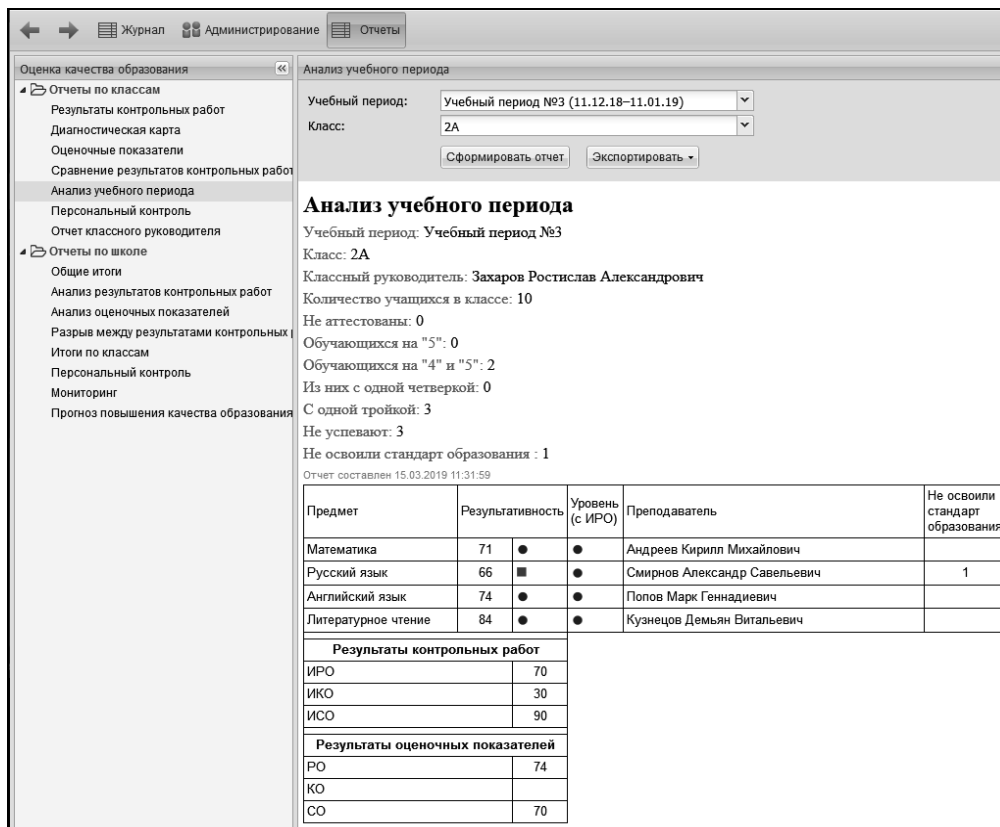 Журнал Администрирование Отчеты
Оценка качества образования
Отчеты по классам
Результаты контрольных работ
Диагностическая карта
Оценочные показатели
Сравнение результатов контрольных работ
Анализ учебного периода
Персональный контроль
Отчет классного руководителя
Отчеты по школе
Общие итоги
Анализ результатов контрольных работ
Анализ оценочных показателей
Разрыв между результатами контрольных
Итоги по классам
Персональный контроль
Мониторинг
Прогноз повышения качества образования
Анализ учебного периода
Учебный период: Учебный период №3 (11.12.18–11.01.19)
Класс: 2А
Сформировать отчет Экспортировать
Анализ учебного периода
Учебный период: Учебный период №3
Класс: 2А
Классный руководитель: Захаров Ростислав Александрович
Количество учащихся в классе: 10
Не аттестованы: 0
Обучающихся на "5": 0
Обучающихся на "4" и "5": 2
Из них с одной четверкой: 0
С одной тройкой: 3
Не успевают: 3
Не освоили стандарт образования : 1
Отчет составлен 15.03.2019 11:31:59
Предмет Результативность Уровень (с ИРО) Преподаватель Не освоили стандарт образования
Математика 71 Андреев Кирилл Михайлович
Русский язык 66 Смирнов Александр Савельевич 1
Английский язык 74 Попов Марк Геннадиевич
Литературное чтение 84 Кузнецов Демьян Витальевич
Результаты контрольных работ
ИРО 70
ИКО 30
ИСО 90
Результаты оценочных показателей
РО 74
КО
СО 70